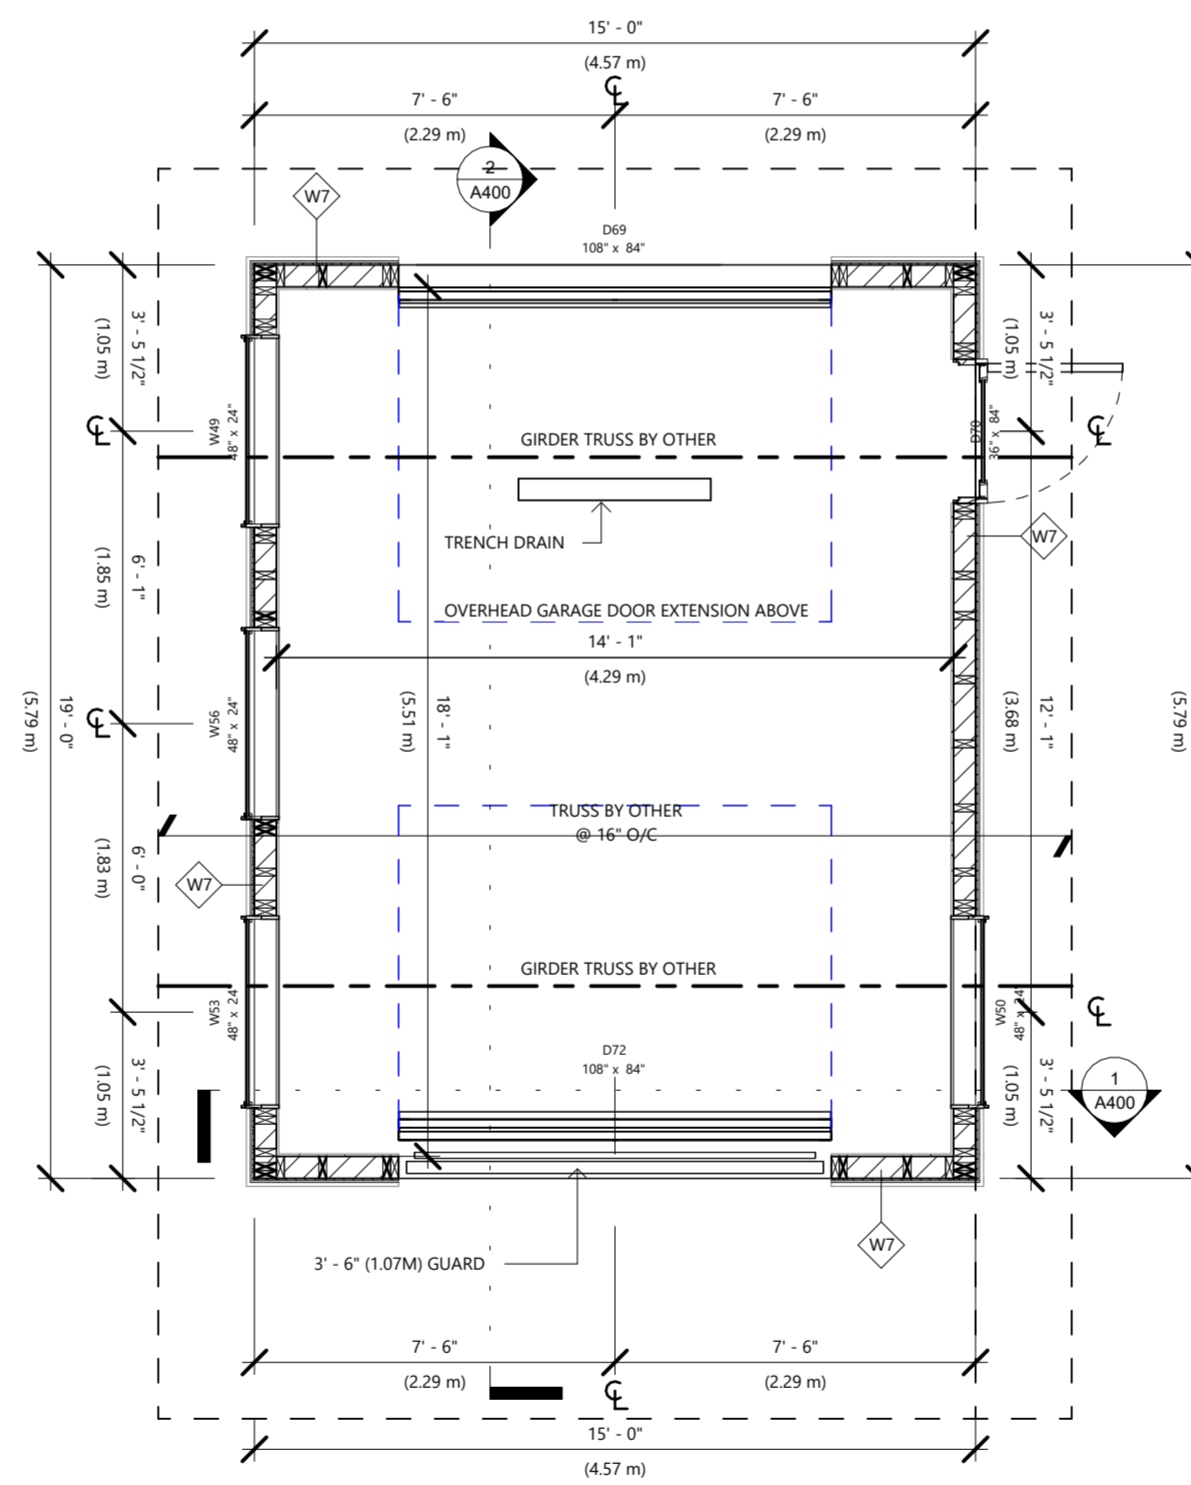 15' - 0"
(4.57 m)
℄
7' - 6"
7' - 6"
(2.29 m)
(2.29 m)
2
A400
W7
D69
108" x 84"
3' - 5 1/2"
(1.05 m)
3' - 5 1/2"
(1.05 m)
℄
W49
48" x 24"
GIRDER TRUSS BY OTHER
D70
36" x 84"
℄
TRENCH DRAIN
W7
6' - 1"
(1.85 m)
OVERHEAD GARAGE DOOR EXTENSION ABOVE
14' - 1"
(4.29 m)
19' - 0"
(5.79 m)
℄
W56
48" x 24"
18' - 1"
(5.51 m)
12' - 1"
(3.68 m)
(5.79 m)
TRUSS BY OTHER
@ 16" O/C
6' - 0"
(1.83 m)
W7
GIRDER TRUSS BY OTHER
W53
48" x 24
W50
48" x 24"
℄
D72
108" x 84"
3' - 5 1/2"
(1.05 m)
3' - 5 1/2"
(1.05 m)
1
A400
W7
3' - 6" (1.07M) GUARD
7' - 6"
7' - 6"
(2.29 m)
(2.29 m)
℄
15' - 0"
(4.57 m)